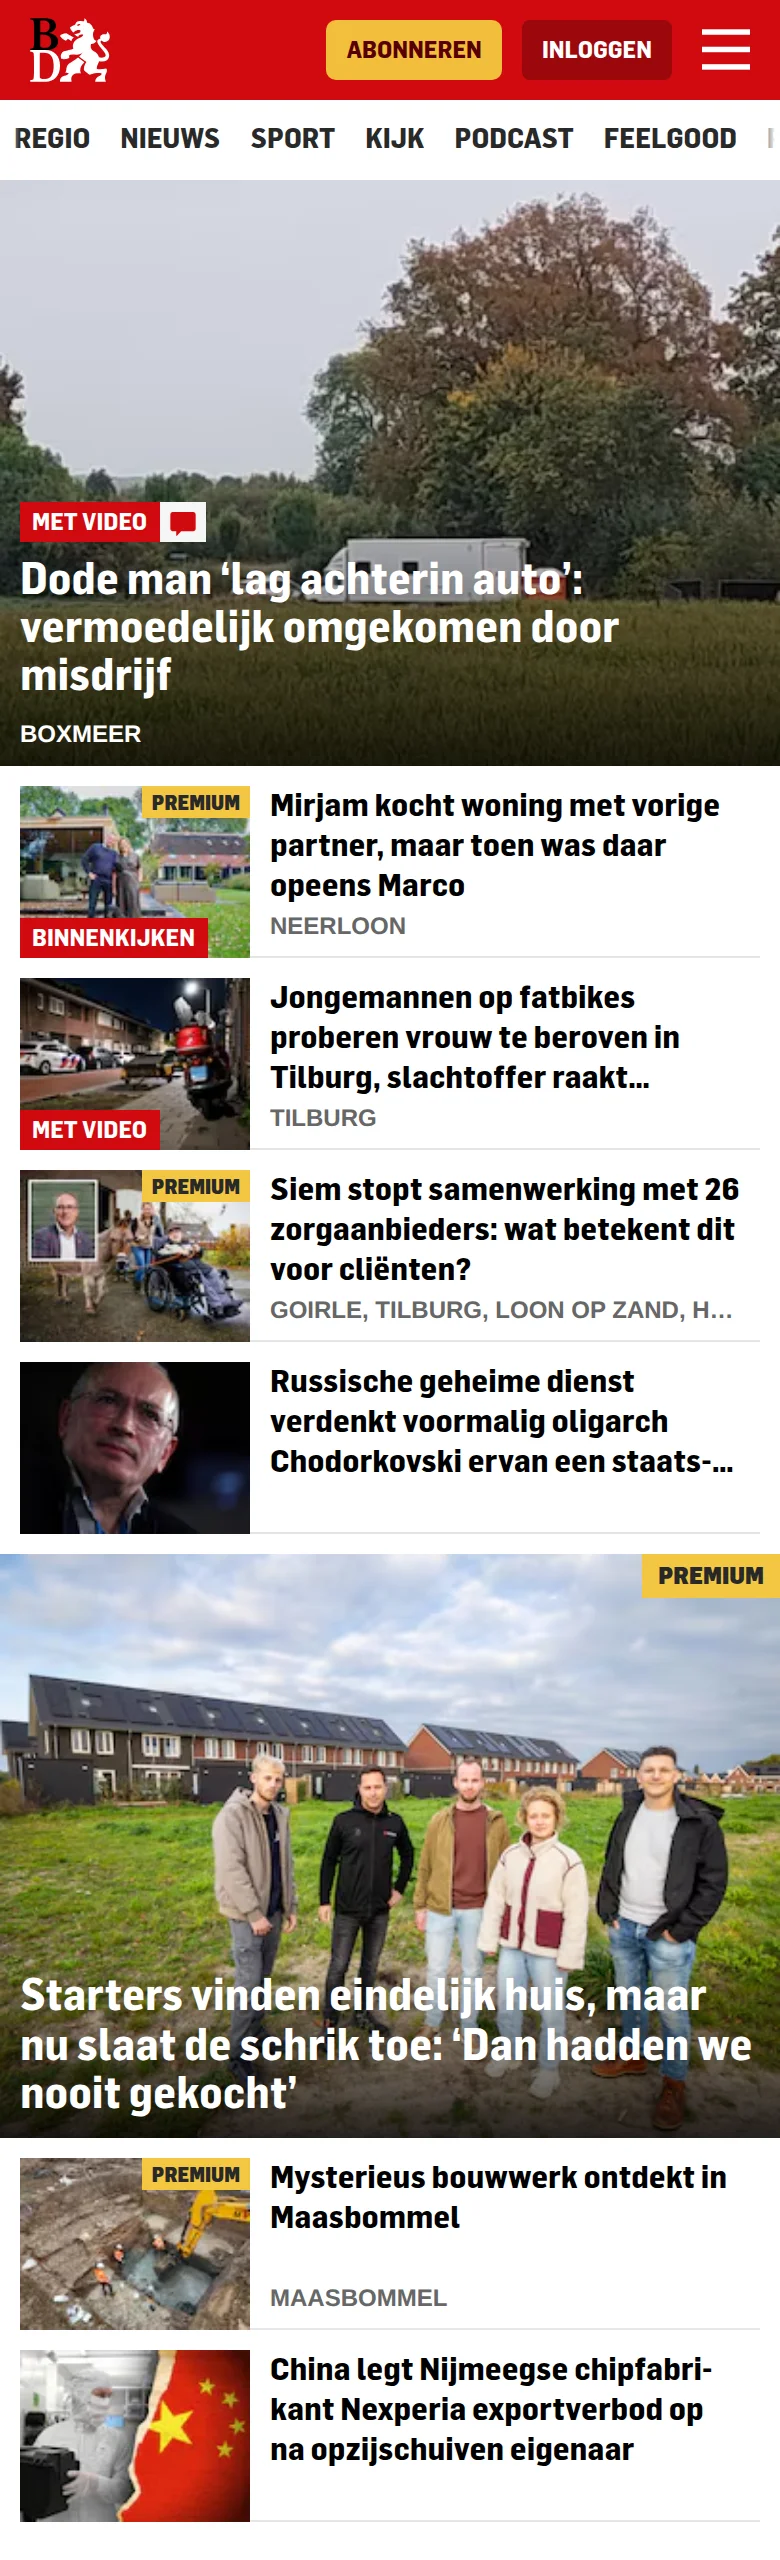 B
D
ABONNEREN
INLOGGEN
REGIO NIEUWS SPORT KIJK PODCAST FEELGOOD
MET VIDEO
Dode man ‘lag achterin auto’:
vermoedelijk omgekomen door
misdrijf
BOXMEER
PREMIUM
BINNENKIJKEN
Mirjam kocht woning met vorige
partner, maar toen was daar
opeens Marco
NEERLOON
MET VIDEO
Jongemannen op fatbikes
proberen vrouw te beroven in
Tilburg, slachtoffer raakt...
TILBURG
PREMIUM
Siem stopt samenwerking met 26
zorgaanbieders: wat betekent dit
voor cliënten?
GOIRLE, TILBURG, LOON OP ZAND, H...
Russische geheime dienst
verdenkt voormalig oligarch
Chodorkovski ervan een staats-...
PREMIUM
Starters vinden eindelijk huis, maar
nu slaat de schrik toe: ‘Dan hadden we
nooit gekocht’
PREMIUM
Mysterieus bouwwerk ontdekt in
Maasbommel
MAASBOMMEL
China legt Nijmeegse chipfabri-
kant Nexperia exportverbod op
na opzijschuiven eigenaar